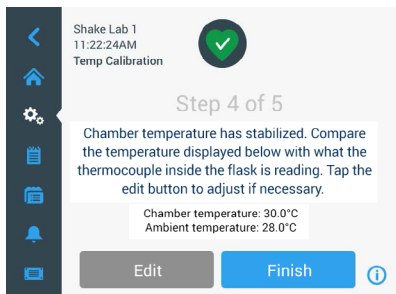 Shake Lab 1
11:22:24AM
Temp Calibration
Step 4 of 5
Chamber temperature has stabilized. Compare
the temperature displayed below with what the
thermocouple inside the flask is reading. Tap the
edit button to adjust if necessary.
Chamber temperature: 30.0°C
Ambient temperature: 28.0°C
Edit
Finish